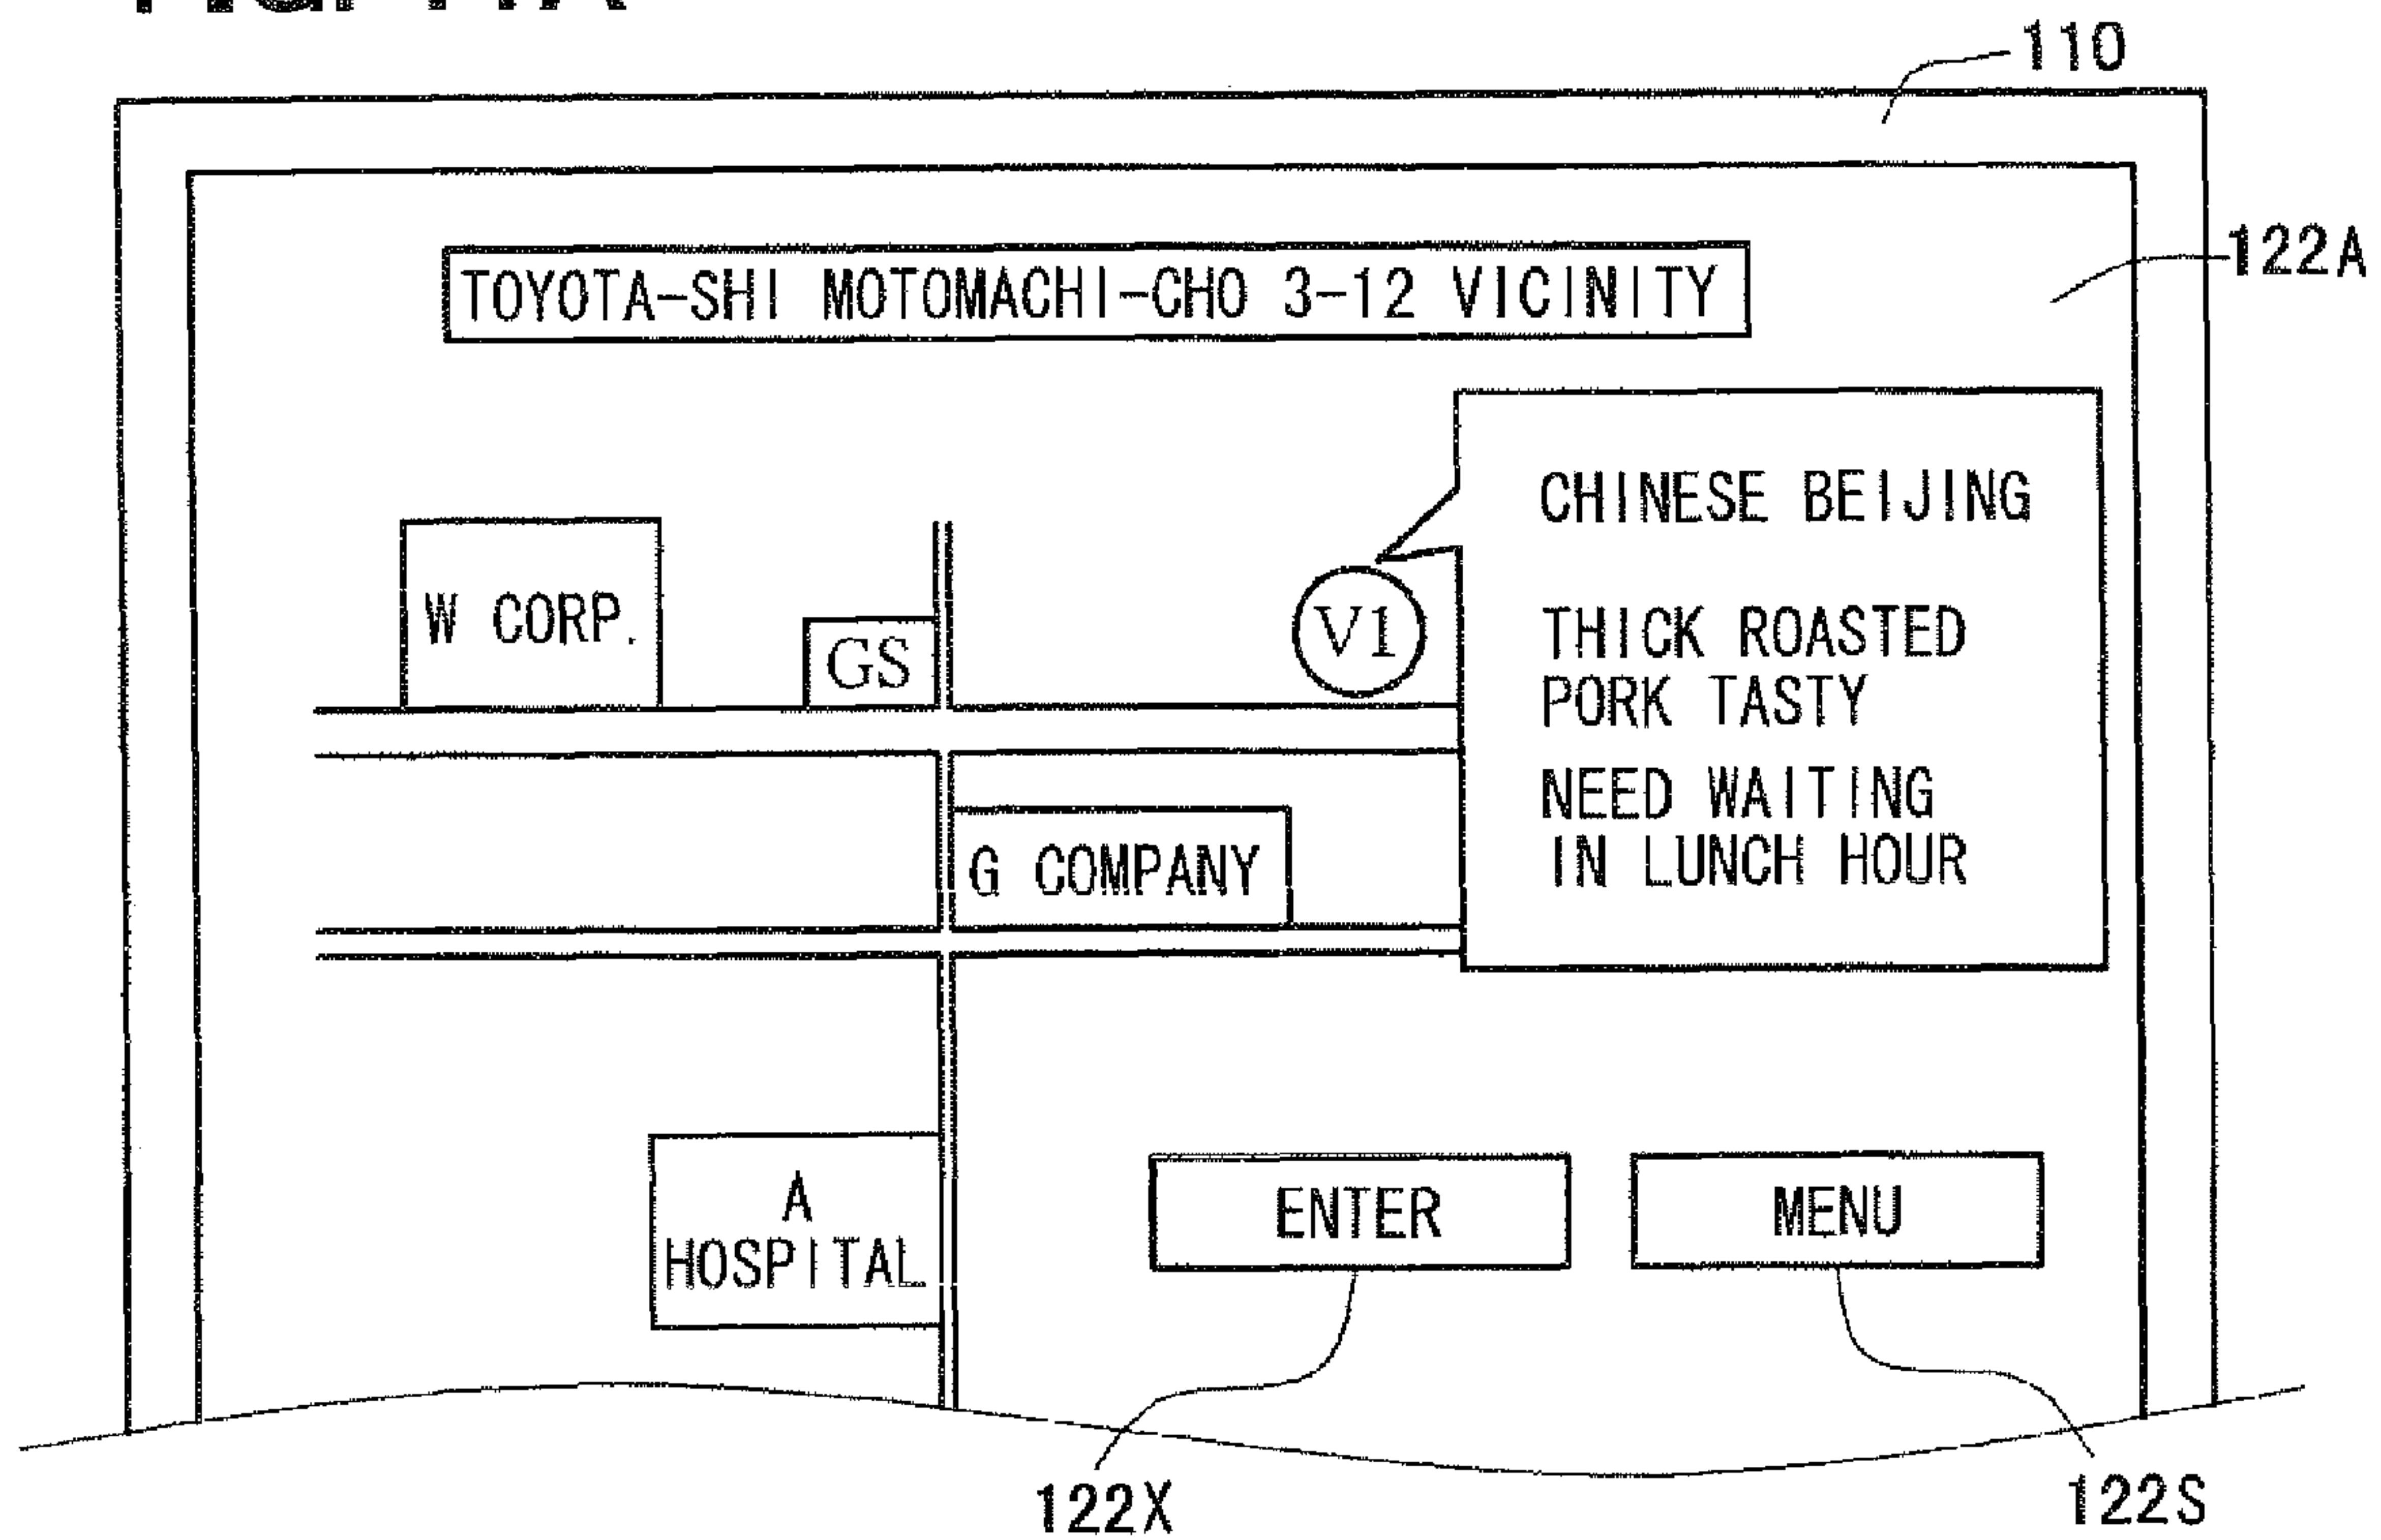 110
122A
TOYOTA-SHI MOTOMACHI-CHO 3-12 VICINITY
CHINESE BEIJING
THICK ROASTED
PORK TASTY
NEED WAITING
IN LUNCH HOUR
V1
W CORP.
GS
G COMPANY
A
HOSPITAL
ENTER
MENU
122X
122S